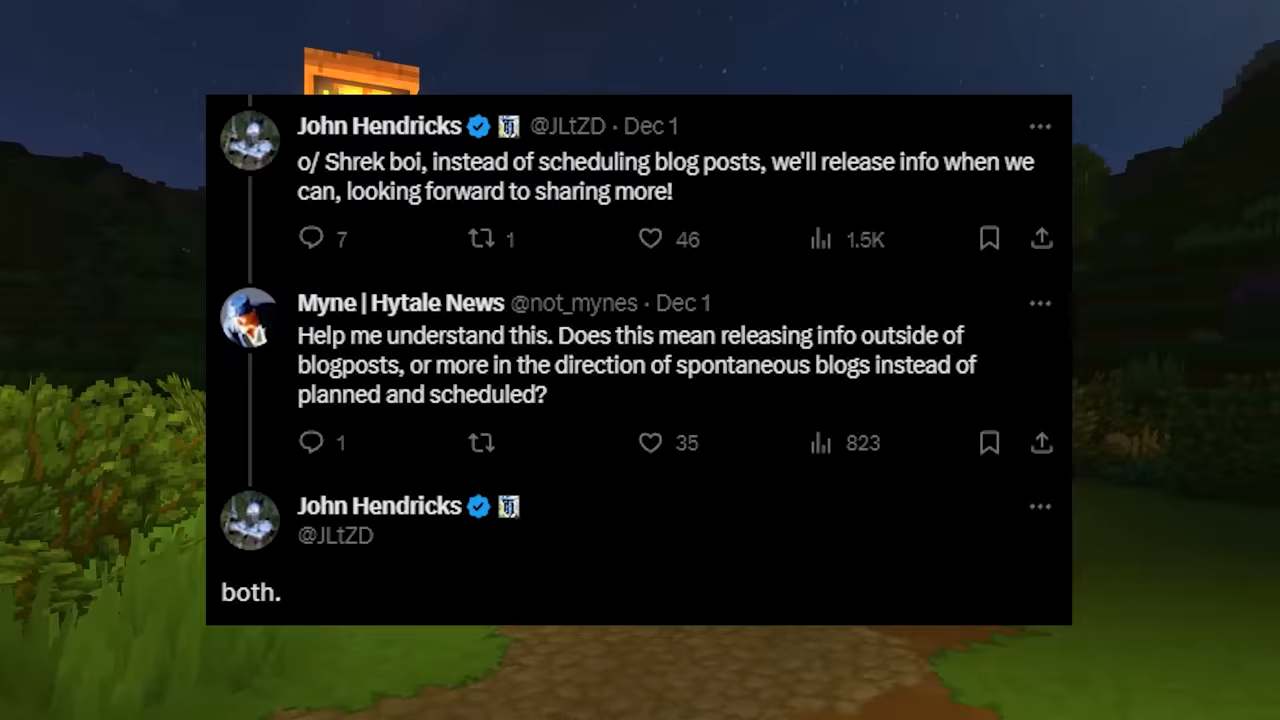 John Hendricks @JLtZD · Dec 1
o/ Shrek boi, instead of scheduling blog posts, we'll release info when we
can, looking forward to sharing more!
7 1 46 1.5K
Myne | Hytale News @not_mynes · Dec 1
Help me understand this. Does this mean releasing info outside of
blogposts, or more in the direction of spontaneous blogs instead of
planned and scheduled?
1 35 823
John Hendricks
@JLtZD
both.